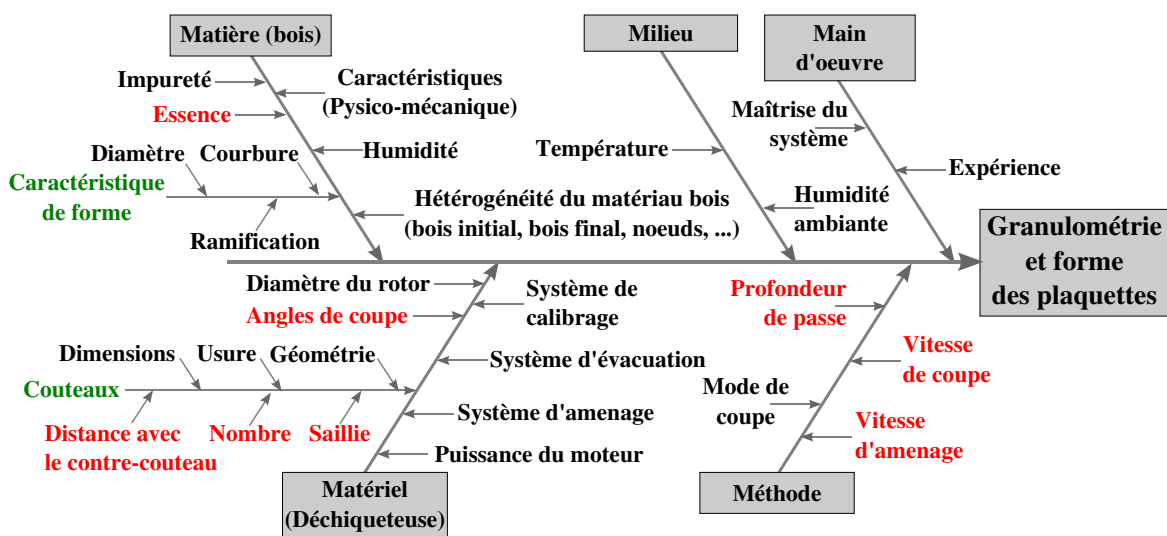 Matière (bois)
Impureté
Essence
Caractéristiques
(Pysico-mécanique)
Diamètre
Courbure
Humidité
Caractéristique
de forme
Ramification
Hétérogénéité du matériau bois
(bois initial, bois final, noeuds, ...)
Milieu
Température
Humidité
ambiante
Main
d'oeuvre
Maîtrise du
système
Expérience
Granulométrie
et forme
des plaquettes
Diamètre du rotor
Angles de coupe
Système de
calibrage
Dimensions
Usure
Géométrie
Système d'évacuation
Couteaux
Distance avec
le contre-couteau
Nombre
Saillie
Système d'amenage
Puissance du moteur
Matériel
(Déchiqueteuse)
Profondeur
de passe
Vitesse
de coupe
Mode de
coupe
Vitesse
d'amenage
Méthode